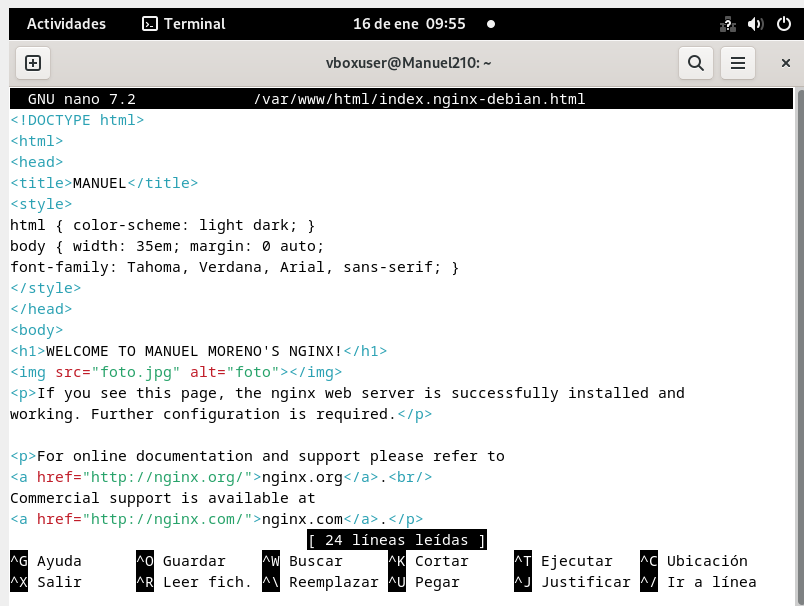 Actividades Terminal 16 de ene 09:55
vboxuser@Manuel210: ~
GNU nano 7.2 /var/www/html/index.nginx-debian.html
<!DOCTYPE html>
<html>
<head>
<title>MANUEL</title>
<style>
html { color-scheme: light dark; }
body { width: 35em; margin: 0 auto;
font-family: Tahoma, Verdana, Arial, sans-serif; }
</style>
</head>
<body>
<h1>WELCOME TO MANUEL MORENO'S NGINX!</h1>
<img src="foto.jpg" alt="foto"></img>
<p>If you see this page, the nginx web server is successfully installed and
working. Further configuration is required.</p>
<p>For online documentation and support please refer to
<a href="http://nginx.org/">nginx.org</a>.<br/>
Commercial support is available at
<a href="http://nginx.com/">nginx.com</a>.</p>
[ 24 líneas leídas ]
^G Ayuda ^O Guardar ^W Buscar ^K Cortar ^T Ejecutar ^C Ubicación
^X Salir ^R Leer fich. ^\ Reemplazar ^U Pegar ^J Justificar ^/ Ir a línea